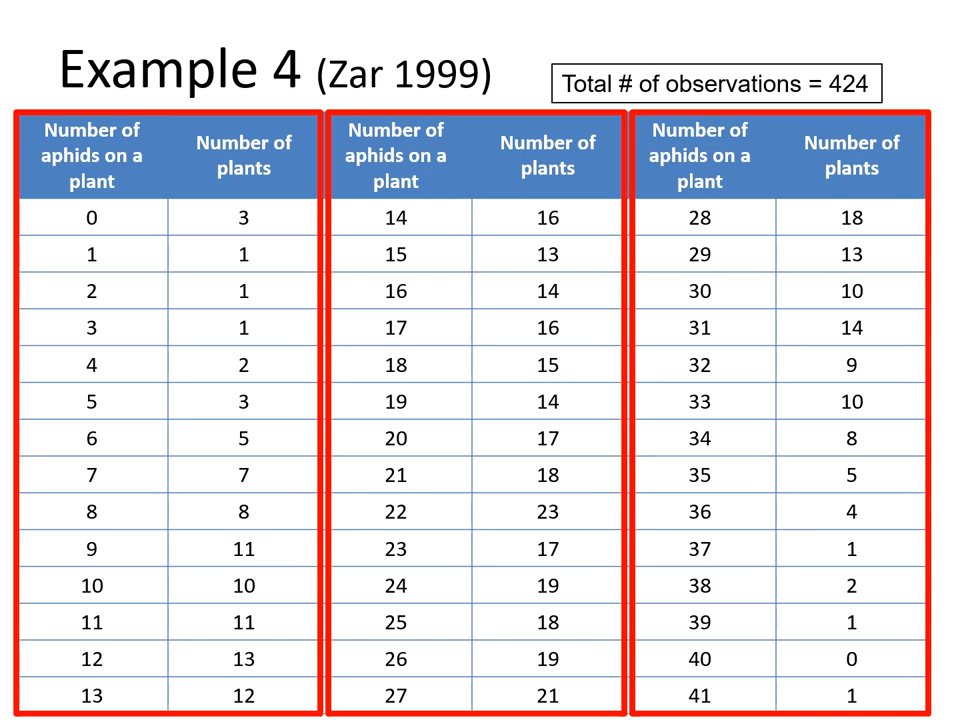 Example 4 (Zar 1999)
Total # of observations = 424
Number of aphids on a plant Number of plants Number of aphids on a plant Number of plants Number of aphids on a plant Number of plants
0 3 14 16 28 18
1 1 15 13 29 13
2 1 16 14 30 10
3 1 17 16 31 14
4 2 18 15 32 9
5 3 19 14 33 10
6 5 20 17 34 8
7 7 21 18 35 5
8 8 22 23 36 4
9 11 23 17 37 1
10 10 24 19 38 2
11 11 25 18 39 1
12 13 26 19 40 0
13 12 27 21 41 1